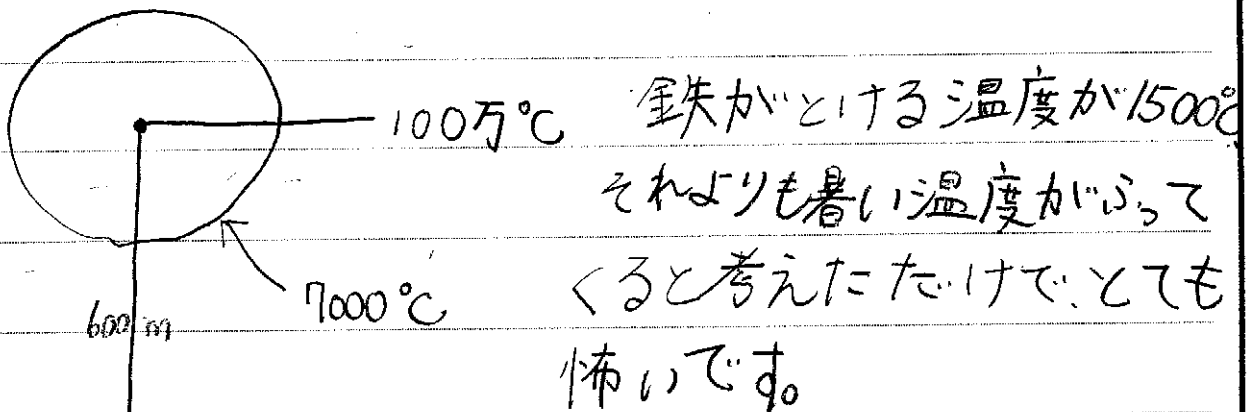 100万℃
鉄がとける温度が1500℃
それよりも暑い温度がふって
くると考えただけで、とても
怖いです。
7000℃
600m